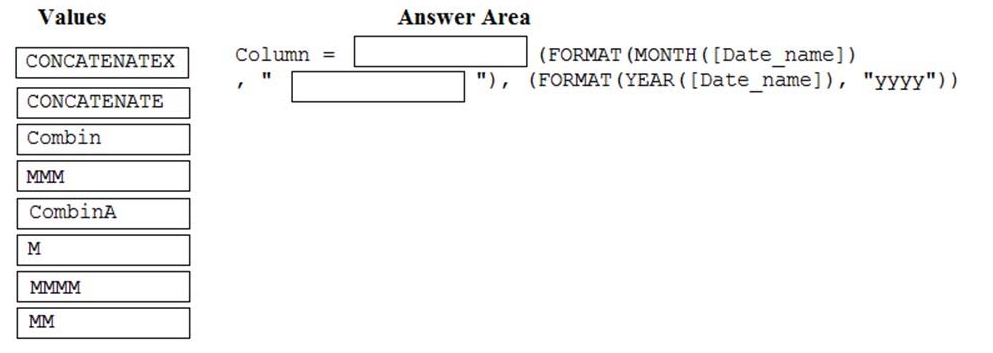 Values
Answer Area
CONCATENATEX
CONCATENATE
Combin
MMM
CombinA
M
MMMM
MM
Column = (FORMAT(MONTH([Date_name])
, " "), (FORMAT(YEAR([Date_name]), "yyyy"))